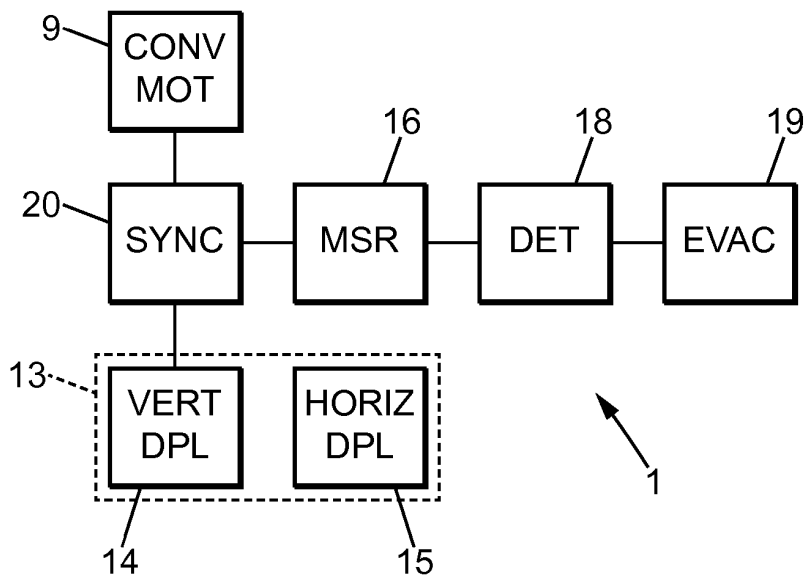 9
CONV
MOT
16
18
19
20
SYNC
MSR
DET
EVAC
13
VERT
DPL
HORIZ
DPL
1
14
15